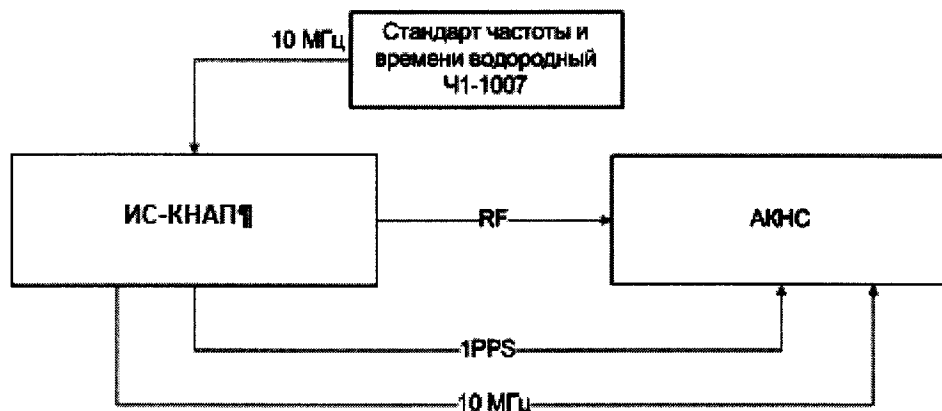 10 МГц
Стандарт частоты и
времени водородный
Ч1-1007
ИС-КНАП¶
RF
АКНС
1PPS
10 МГц